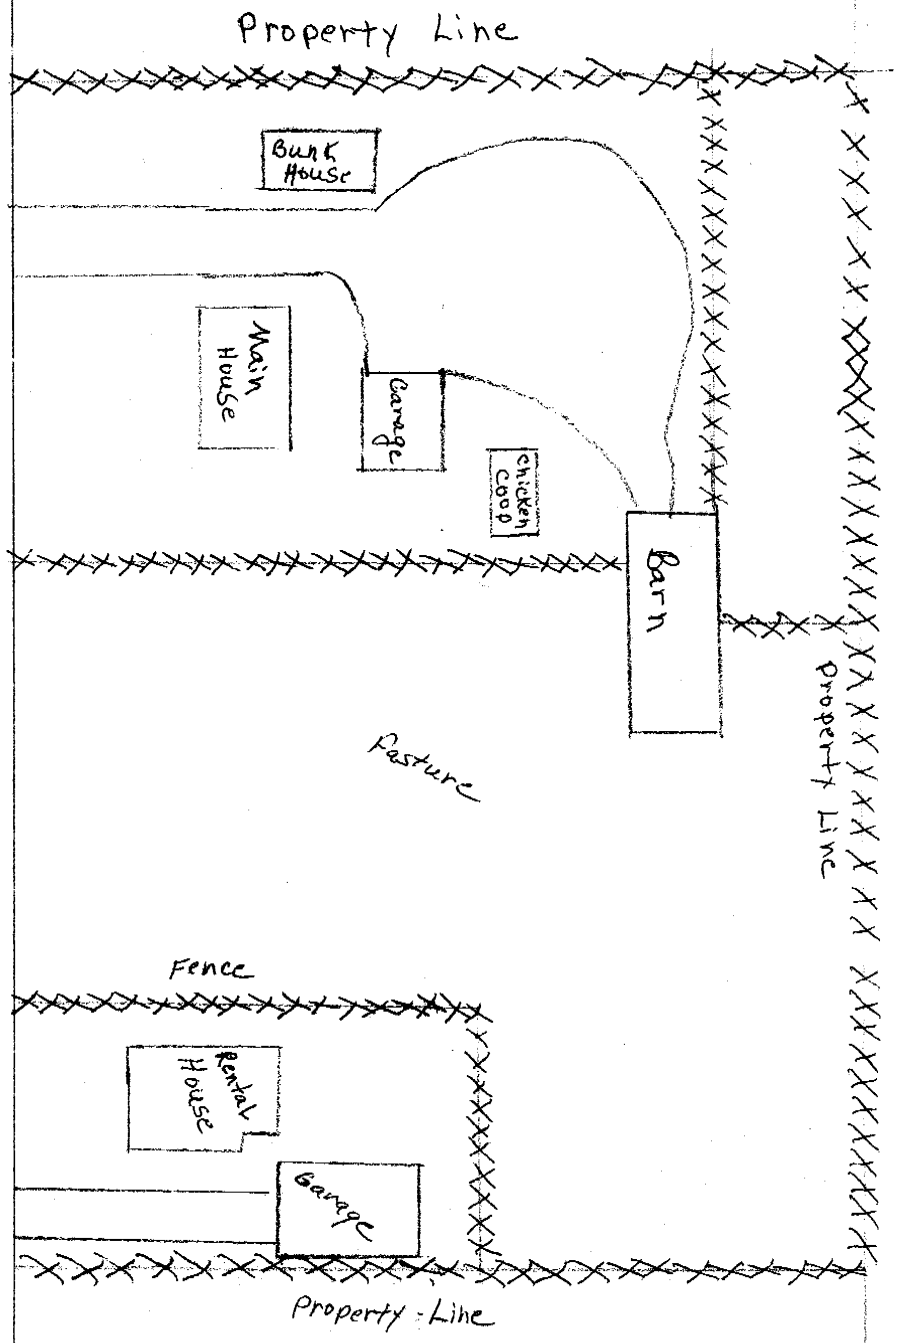 Property Line
Bunk
House
Main
House
Garage
Chicken
Coop
Barn
Property Line
Pasture
Fence
Rental
House
Garage
Property-Line